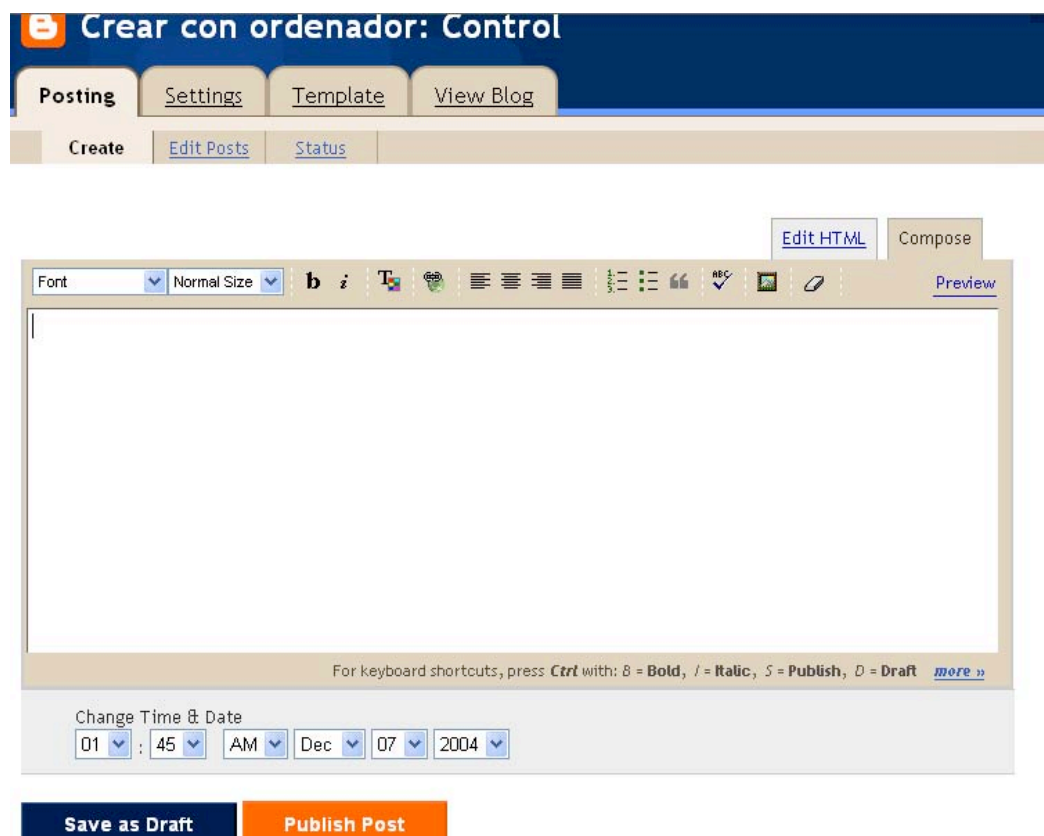 Crear con ordenador: Control
Posting Settings Template View Blog
Create Edit Posts Status
Edit HTML Compose
Font Normal Size b i T ABC Preview
For keyboard shortcuts, press Ctrl with: B = Bold, I = Italic, S = Publish, D = Draft more »
Change Time & Date
01 : 45 AM Dec 07 2004
Save as Draft Publish Post